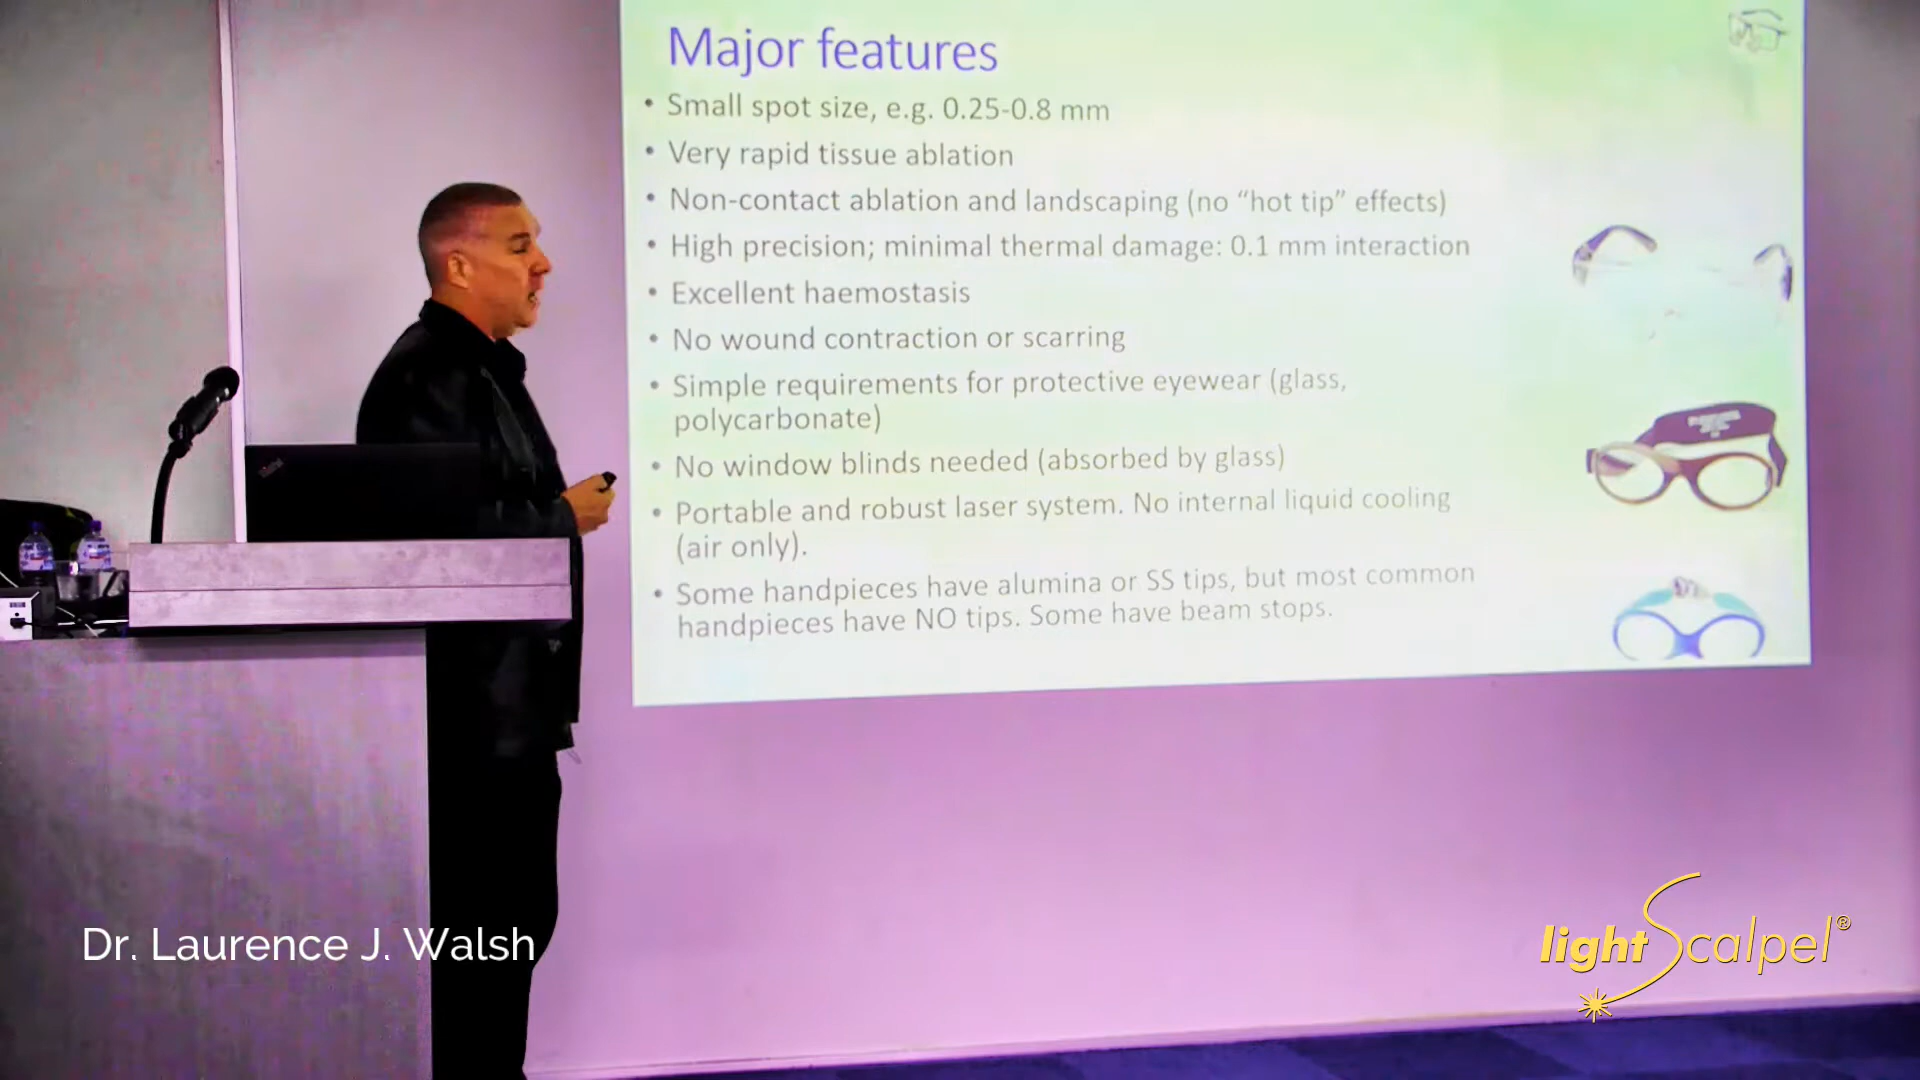 Major features
• Small spot size, e.g. 0.25-0.8 mm
• Very rapid tissue ablation
• Non-contact ablation and landscaping (no “hot tip” effects)
• High precision; minimal thermal damage: 0.1 mm interaction
• Excellent haemostasis
• No wound contraction or scarring
• Simple requirements for protective eyewear (glass,
polycarbonate)
• No window blinds needed (absorbed by glass)
• Portable and robust laser system. No internal liquid cooling
(air only).
• Some handpieces have alumina or SS tips, but most common
handpieces have NO tips. Some have beam stops.
Dr. Laurence J. Walsh
lightScalpel®